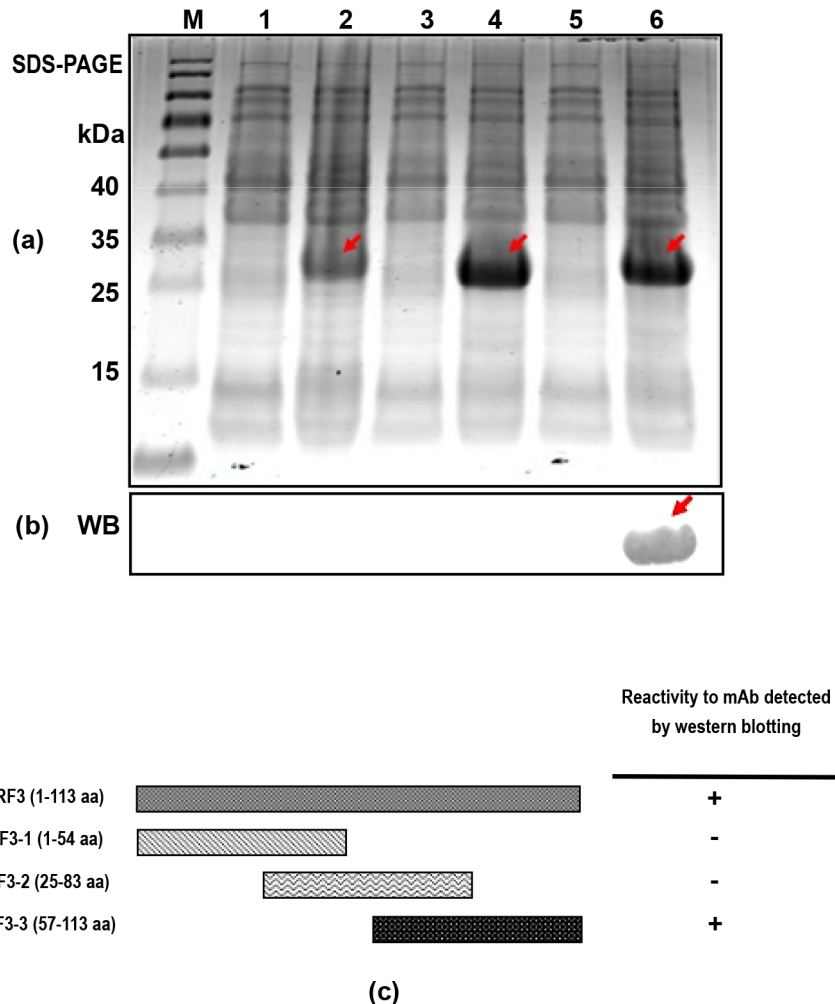 M 1 2 3 4 5 6
SDS-PAGE
kDa
40
(a)
35
25
15
(b) WB
Reactivity to mAb detected
by western blotting
RF3 (1-113 aa) +
F3-1 (1-54 aa) -
F3-2 (25-83 aa) -
F3-3 (57-113 aa) +
(c)